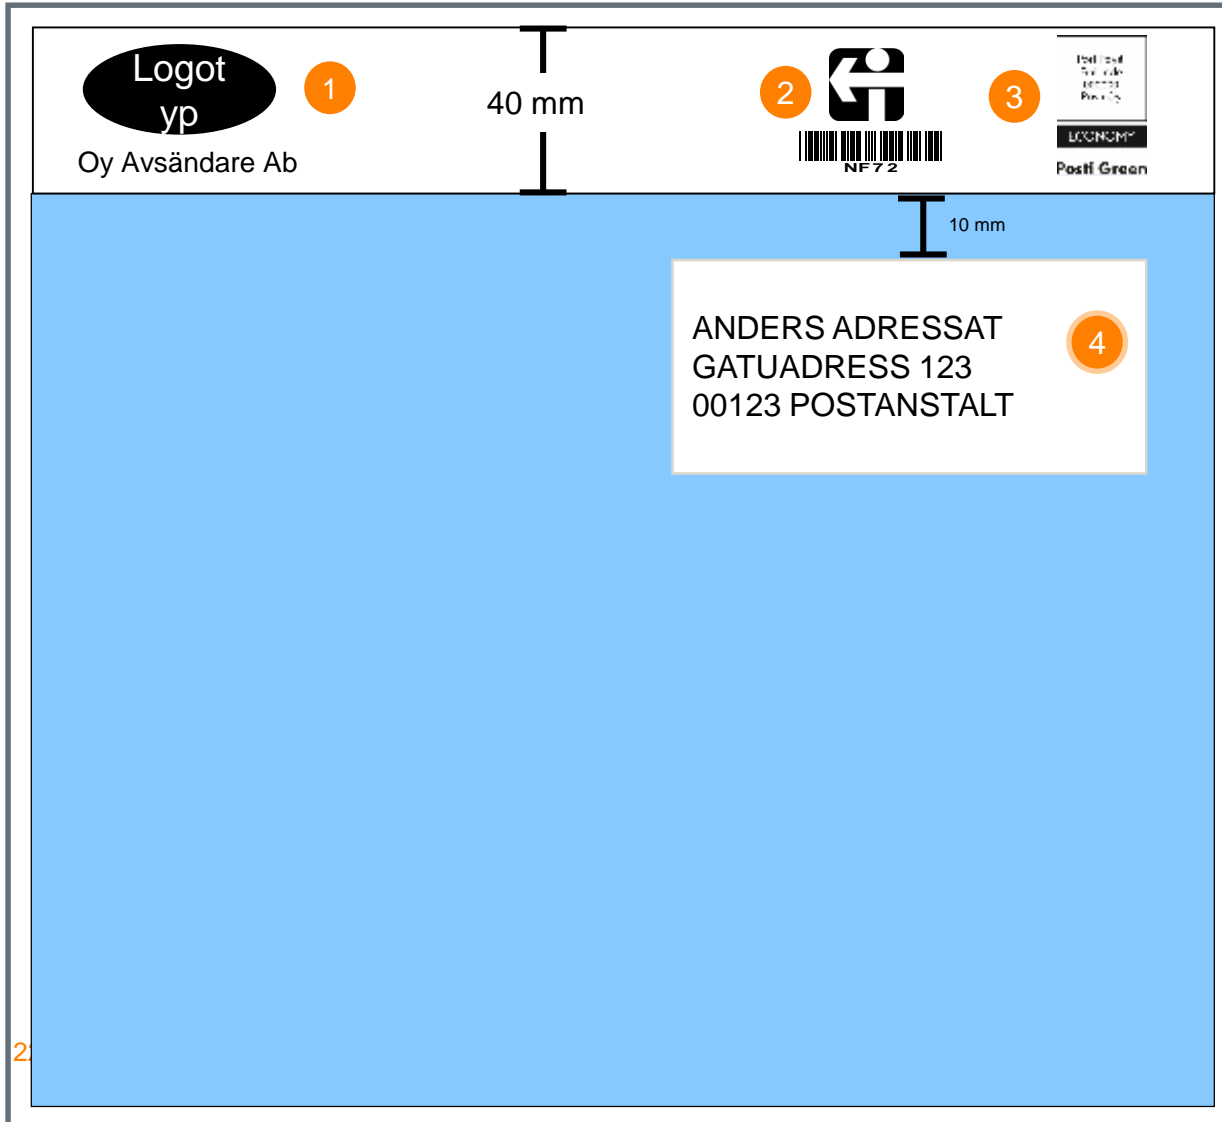 Logot
yp
Oy Avsändare Ab
1
40 mm
2
NF72
3
ECONOMY
Posti Green
10 mm
ANDERS ADRESSAT
GATUADRESS 123
00123 POSTANSTALT
4